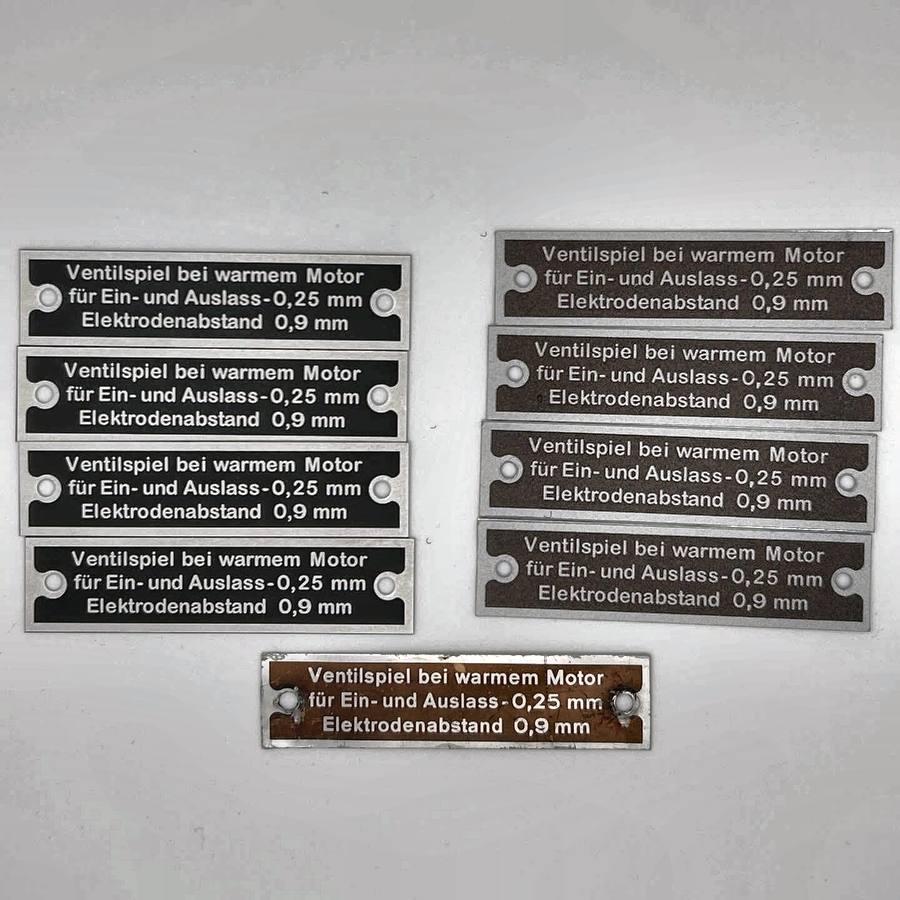 Ventilspiel bei warmem Motor
für Ein- und Auslass-0,25 mm
Elektrodenabstand 0,9 mm
Ventilspiel bei warmem Motor
für Ein- und Auslass-0,25 mm
Elektrodenabstand 0,9 mm
Ventilspiel bei warmem Motor
für Ein- und Auslass-0,25 mm
Elektrodenabstand 0,9 mm
Ventilspiel bei warmem Motor
für Ein- und Auslass-0,25 mm
Elektrodenabstand 0,9 mm
Ventilspiel bei warmem Motor
für Ein- und Auslass-0,25 mm
Elektrodenabstand 0,9 mm
Ventilspiel bei warmem Motor
für Ein- und Auslass-0,25 mm
Elektrodenabstand 0,9 mm
Ventilspiel bei warmem Motor
für Ein- und Auslass-0,25 mm
Elektrodenabstand 0,9 mm
Ventilspiel bei warmem Motor
für Ein- und Auslass-0,25 mm
Elektrodenabstand 0,9 mm
Ventilspiel bei warmem Motor
für Ein- und Auslass-0,25 mm
Elektrodenabstand 0,9 mm